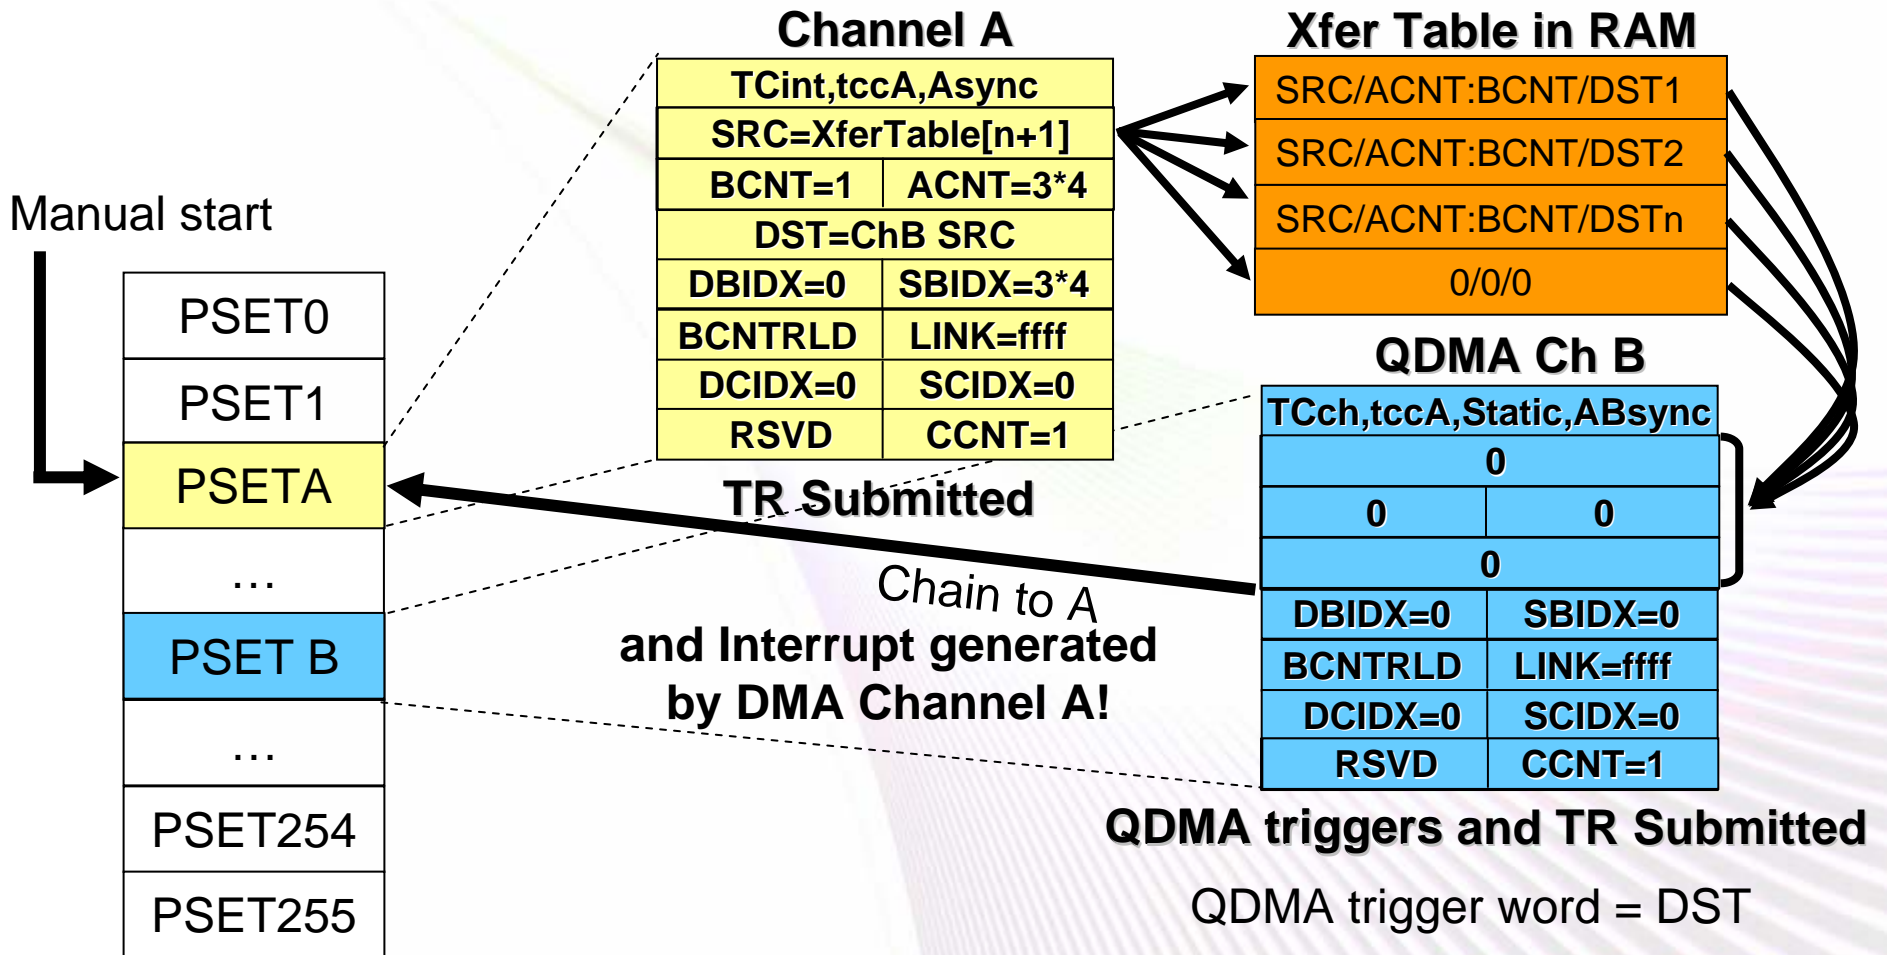 Manual start
PSET0
PSET1
PSETA
...
PSET B
...
PSET254
PSET255
Channel A
TCint,tccA,Async
SRC=XferTable[n+1]
BCNT=1 ACNT=3*4
DST=ChB SRC
DBIDX=0 SBIDX=3*4
BCNTRLD LINK=ffff
DCIDX=0 SCIDX=0
RSVD CCNT=1
TR Submitted
Chain to A
and Interrupt generated
by DMA Channel A!
Xfer Table in RAM
SRC/ACNT:BCNT/DST1
SRC/ACNT:BCNT/DST2
SRC/ACNT:BCNT/DSTn
0/0/0
QDMA Ch B
TCch,tccA,Static,ABsync
0
0 0
0
DBIDX=0 SBIDX=0
BCNTRLD LINK=ffff
DCIDX=0 SCIDX=0
RSVD CCNT=1
QDMA triggers and TR Submitted
QDMA trigger word = DST